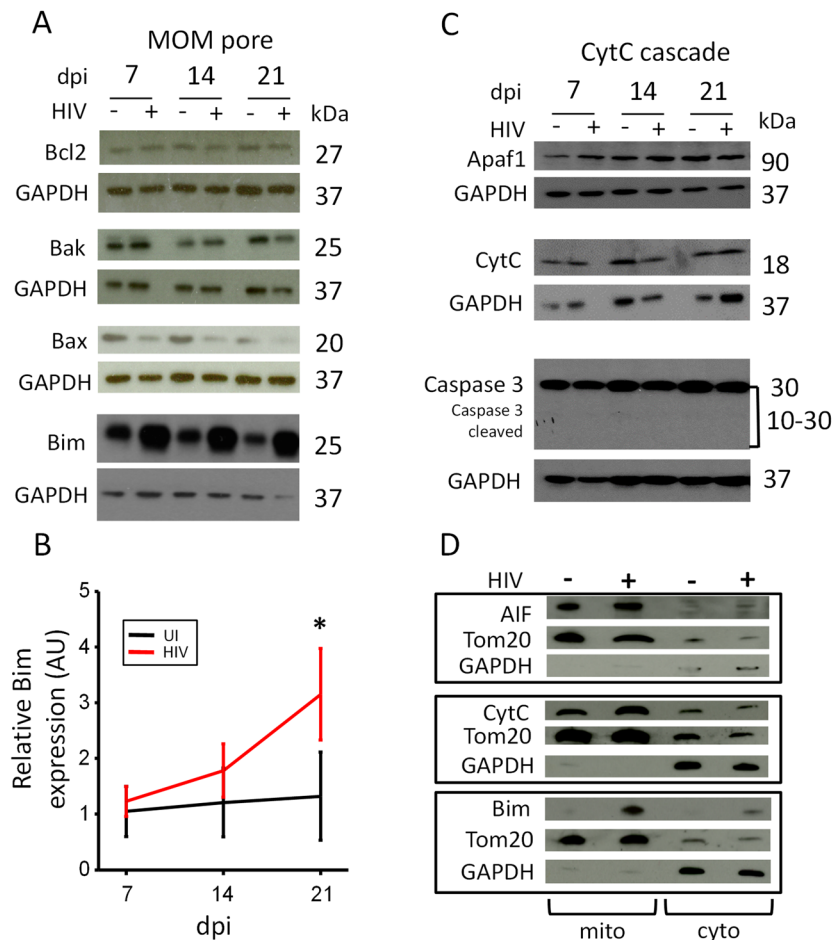 A
MOM pore
dpi 7 14 21
HIV - + - + - + kDa
Bcl2 27
GAPDH 37
Bak 25
GAPDH 37
Bax 20
GAPDH 37
Bim 25
GAPDH 37
B
Relative Bim
expression (AU)
5
4
3
2
1
0
UI
HIV
*
7 14 21
dpi
C
CytC cascade
dpi 7 14 21
HIV - + - + - + kDa
Apaf1 90
GAPDH 37
CytC 18
GAPDH 37
Caspase 3 30
Caspase 3
cleaved
10-30
GAPDH 37
D
HIV - + - +
AIF
Tom20
GAPDH
CytC
Tom20
GAPDH
Bim
Tom20
GAPDH
mito cyto